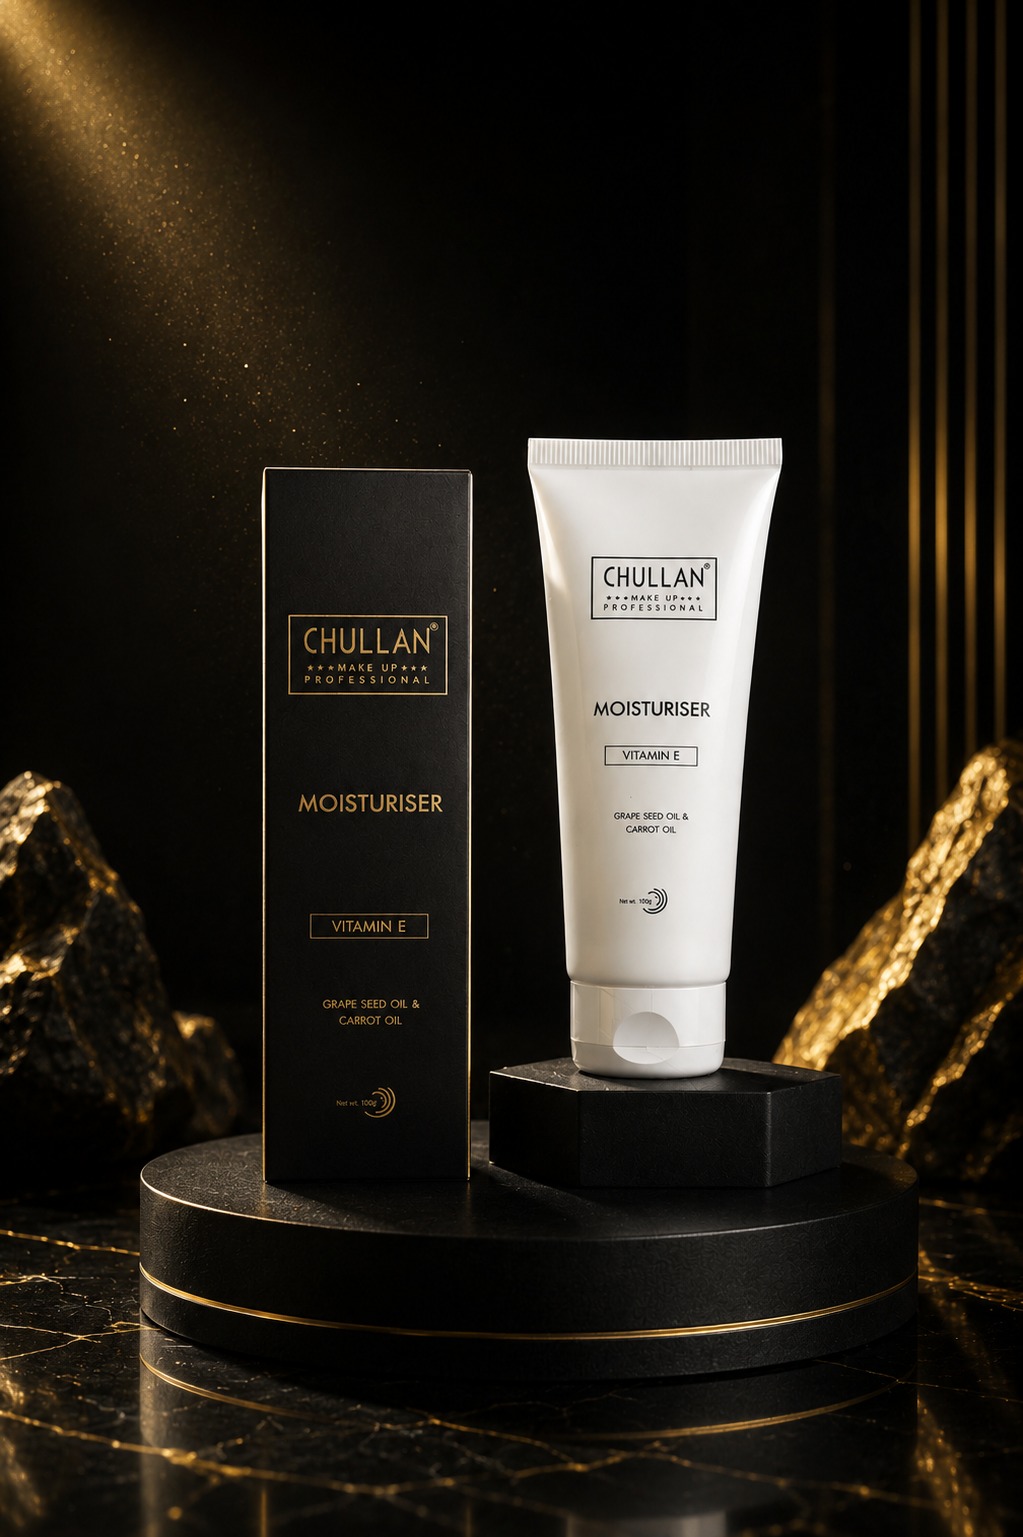 CHULLAN®
★★★MAKE UP★★★
PROFESSIONAL
MOISTURISER
VITAMIN E
GRAPE SEED OIL &
CARROT OIL
Net wt. 100g
CHULLAN®
★★★MAKE UP★★★
PROFESSIONAL
MOISTURISER
VITAMIN E
GRAPE SEED OIL &
CARROT OIL
Net wt. 100g